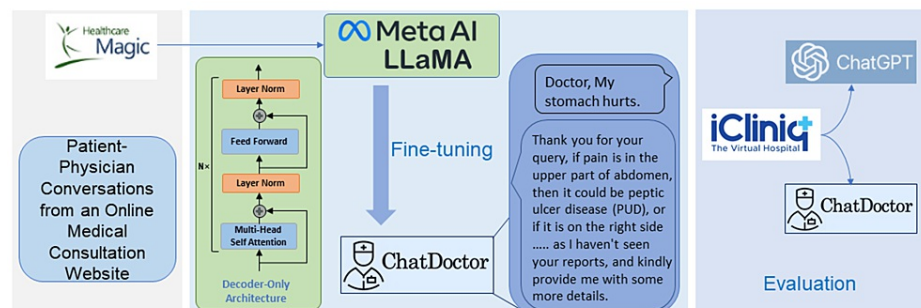 Healthcare
Magic
Patient-
Physician
Conversations
from an Online
Medical
Consultation
Website
Meta AI
LLaMA
Layer Norm
Feed Forward
N×
Layer Norm
Multi-Head
Self Attention
Decoder-Only
Architecture
Fine-tuning
ChatDoctor
Doctor, My
stomach hurts.
Thank you for your
query, if pain is in the
upper part of abdomen,
then it could be peptic
ulcer disease (PUD), or
if it is on the right side
..... as I haven't seen
your reports, and kindly
provide me with some
more details.
ChatGPT
iCliniq
The Virtual Hospital
ChatDoctor
Evaluation